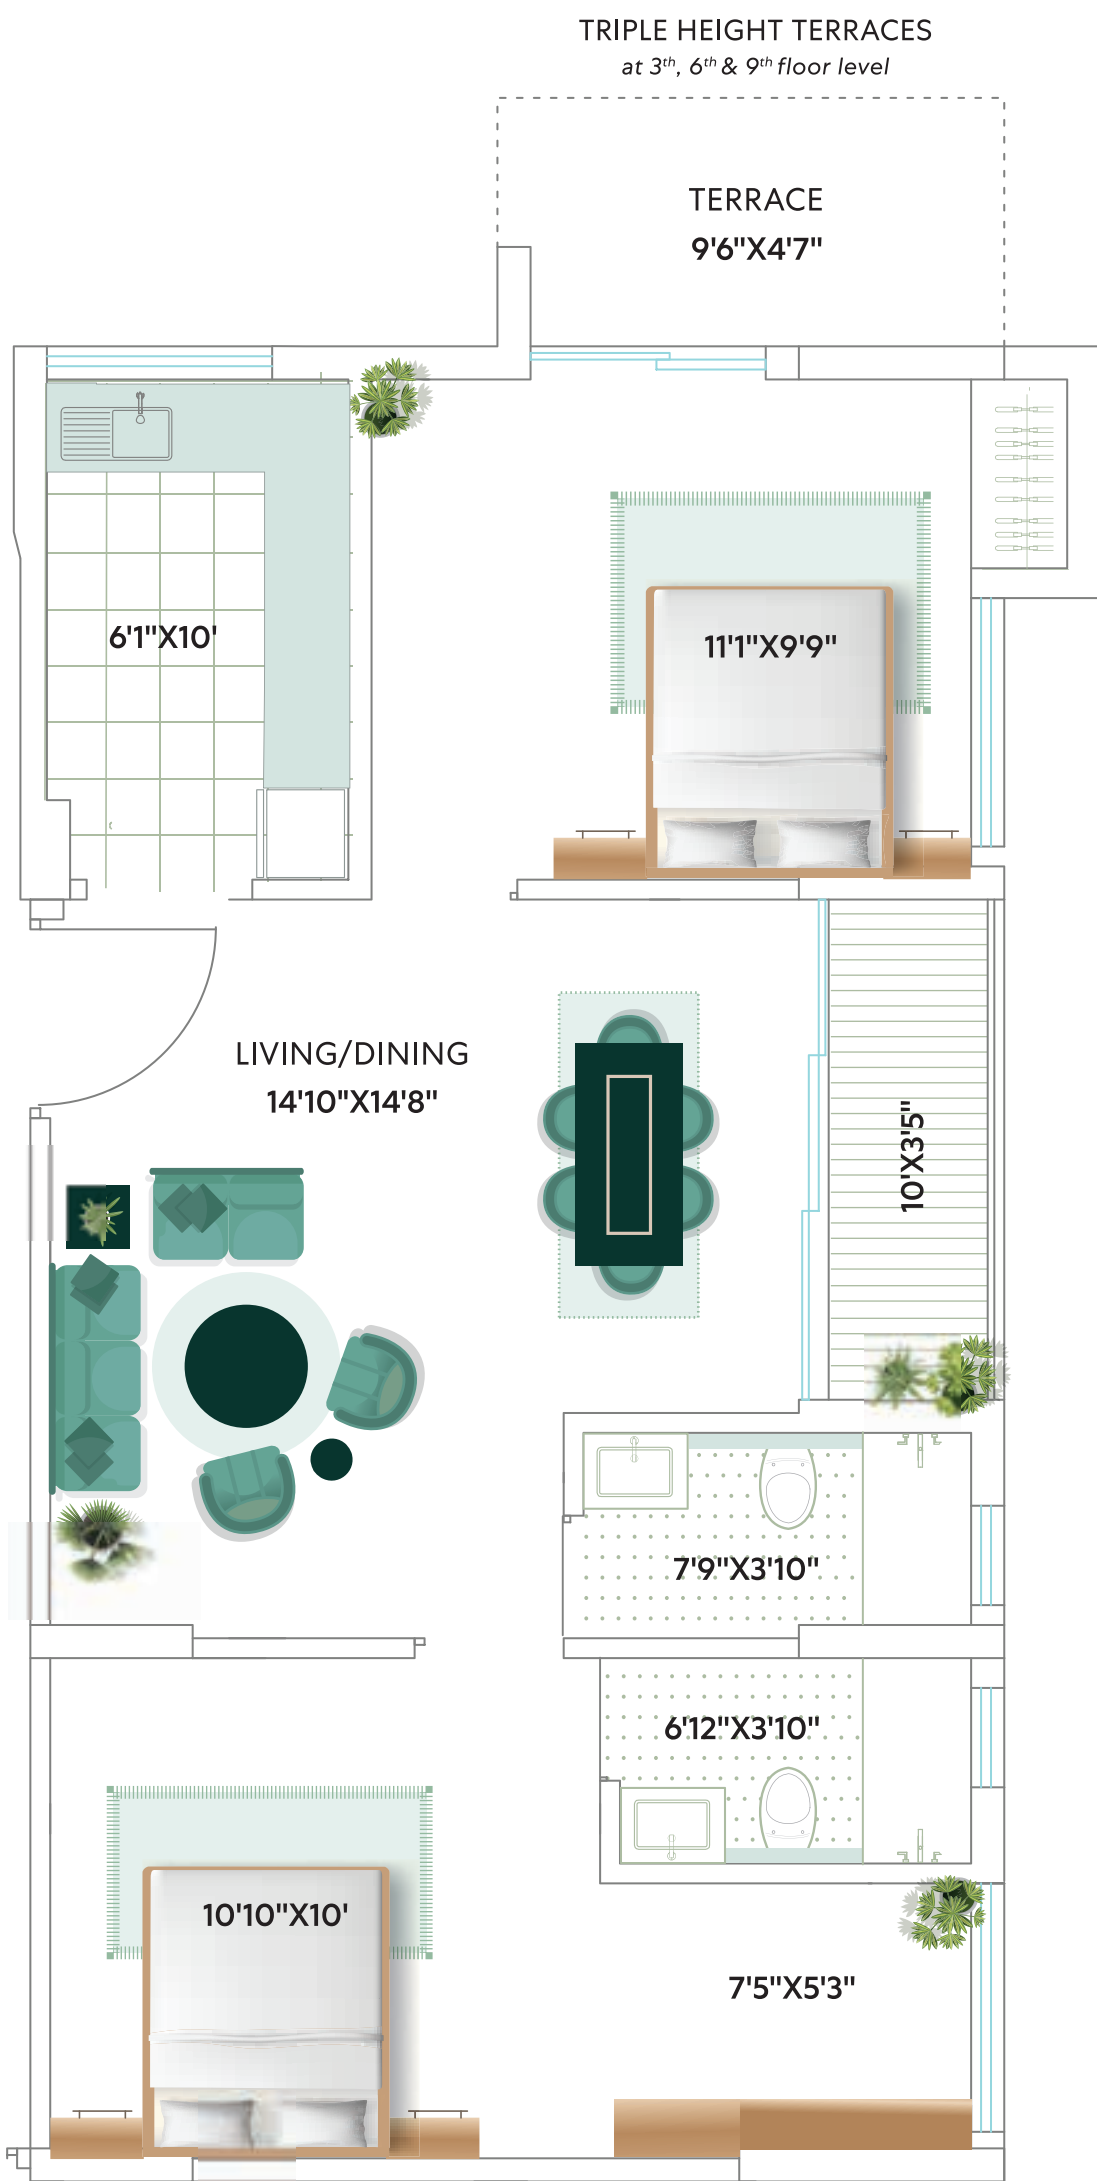 TRIPLE HEIGHT TERRACES
at 3th, 6th & 9th floor level
TERRACE
9'6"X4'7"
6'1"X10'
11'1"X9'9"
LIVING/DINING
14'10"X14'8"
10'X3'5"
7'9"X3'10"
6'12"X3'10"
10'10"X10'
7'5"X5'3"